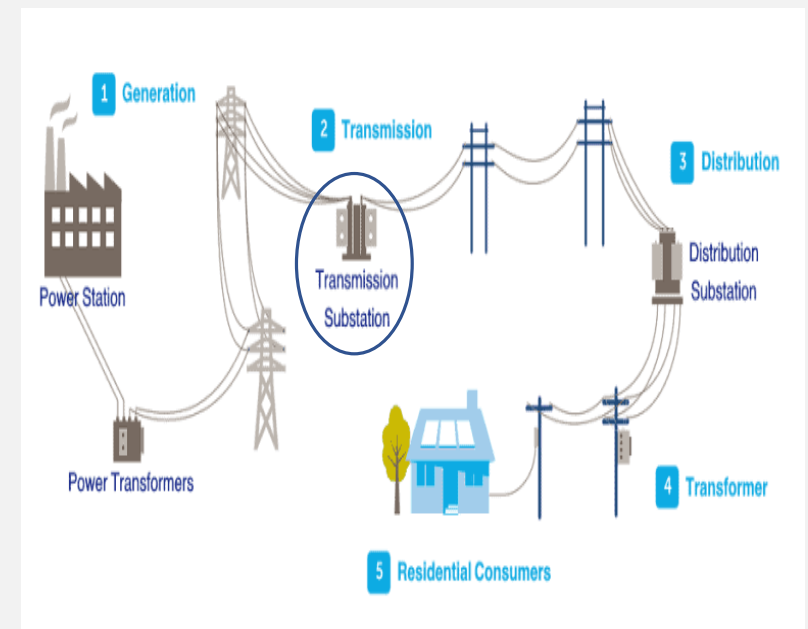 1 Generation
2 Transmission
3 Distribution
Transmission
Substation
Distribution
Substation
Power Station
Power Transformers
4 Transformer
5 Residential Consumers